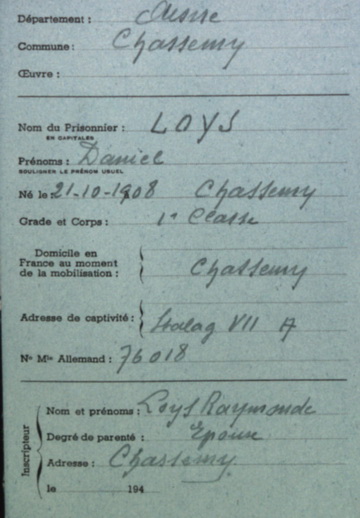 Département : Aisne
Commune : Chassemy
Œuvre :
Nom du Prisonnier : LOYS
EN CAPITALES
Prénoms : Daniel
SOULIGNER LE PRÉNOM USUEL
Né le : 21-10-1908 Chassemy
Grade et Corps : 1e Classe
Domicile en
France au moment
de la mobilisation : Chassemy
Adresse de captivité : Stalag VII A
No Mle Allemand : 76018
Inscripteur
Nom et prénoms : Loys Raymonde
Degré de parenté : Epouse
Adresse : Chassemy
le 194